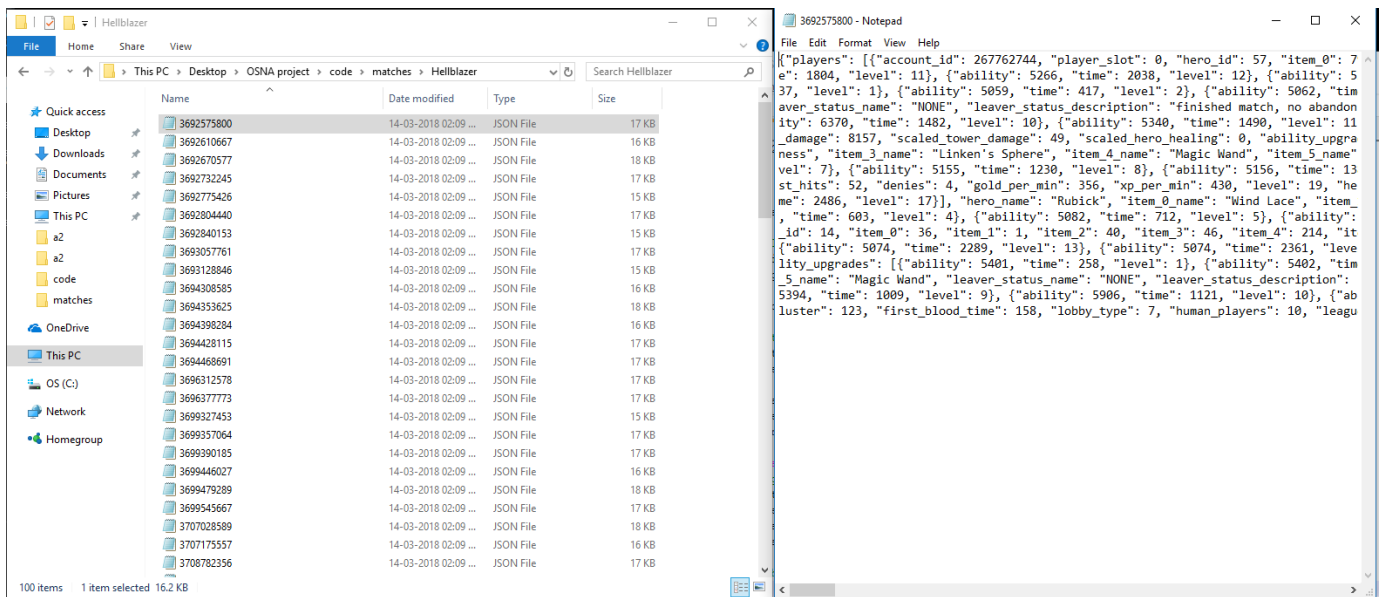 Hellblazer
File Home Share View
This PC > Desktop > OSNA project > code > matches > Hellblazer
Search Hellblazer
Quick access
Desktop
Downloads
Documents
Pictures
This PC
a2
a2
code
matches
OneDrive
This PC
OS (C:)
Network
Homegroup
Name Date modified Type Size
3692575800 14-03-2018 02:09 ... JSON File 17 KB
3692610667 14-03-2018 02:09 ... JSON File 16 KB
3692670577 14-03-2018 02:09 ... JSON File 18 KB
3692732245 14-03-2018 02:09 ... JSON File 17 KB
3692775426 14-03-2018 02:09 ... JSON File 15 KB
3692804440 14-03-2018 02:09 ... JSON File 17 KB
3692840153 14-03-2018 02:09 ... JSON File 15 KB
3693057761 14-03-2018 02:09 ... JSON File 17 KB
3693128846 14-03-2018 02:09 ... JSON File 15 KB
3694308585 14-03-2018 02:09 ... JSON File 16 KB
3694353625 14-03-2018 02:09 ... JSON File 18 KB
3694398284 14-03-2018 02:09 ... JSON File 16 KB
3694428115 14-03-2018 02:09 ... JSON File 17 KB
3694468691 14-03-2018 02:09 ... JSON File 17 KB
3696312578 14-03-2018 02:09 ... JSON File 17 KB
3696377773 14-03-2018 02:09 ... JSON File 17 KB
3699327453 14-03-2018 02:09 ... JSON File 15 KB
3699357064 14-03-2018 02:09 ... JSON File 17 KB
3699390185 14-03-2018 02:09 ... JSON File 17 KB
3699446027 14-03-2018 02:09 ... JSON File 16 KB
3699479289 14-03-2018 02:09 ... JSON File 18 KB
3699545667 14-03-2018 02:09 ... JSON File 17 KB
3707028589 14-03-2018 02:09 ... JSON File 18 KB
3707175557 14-03-2018 02:09 ... JSON File 16 KB
3708782356 14-03-2018 02:09 ... JSON File 17 KB
100 items 1 item selected 16.2 KB
3692575800 - Notepad
File Edit Format View Help
{"players": [{"account_id": 267762744, "player_slot": 0, "hero_id": 57, "item_0": 7
e": 1804, "level": 11}, {"ability": 5266, "time": 2038, "level": 12}, {"ability": 5
37, "level": 1}, {"ability": 5059, "time": 417, "level": 2}, {"ability": 5062, "tim
aver_status_name": "NONE", "leaver_status_description": "finished match, no abandon
ity": 6370, "time": 1482, "level": 10}, {"ability": 5340, "time": 1490, "level": 11
_damage": 8157, "scaled_tower_damage": 49, "scaled_hero_healing": 0, "ability_upgra
ness", "item_3_name": "Linken's Sphere", "item_4_name": "Magic Wand", "item_5_name"
vel": 7}, {"ability": 5155, "time": 1230, "level": 8}, {"ability": 5156, "time": 13
st_hits": 52, "denies": 4, "gold_per_min": 356, "xp_per_min": 430, "level": 19, "he
me": 2486, "level": 17}], "hero_name": "Rubick", "item_0_name": "Wind Lace", "item_
, "time": 603, "level": 4}, {"ability": 5082, "time": 712, "level": 5}, {"ability":
_id": 14, "item_0": 36, "item_1": 1, "item_2": 40, "item_3": 46, "item_4": 214, "it
{"ability": 5074, "time": 2289, "level": 13}, {"ability": 5074, "time": 2361, "leve
lity_upgrades": [{"ability": 5401, "time": 258, "level": 1}, {"ability": 5402, "tim
_5_name": "Magic Wand", "leaver_status_name": "NONE", "leaver_status_description":
5394, "time": 1009, "level": 9}, {"ability": 5906, "time": 1121, "level": 10}, {"ab
luster": 123, "first_blood_time": 158, "lobby_type": 7, "human_players": 10, "leagu